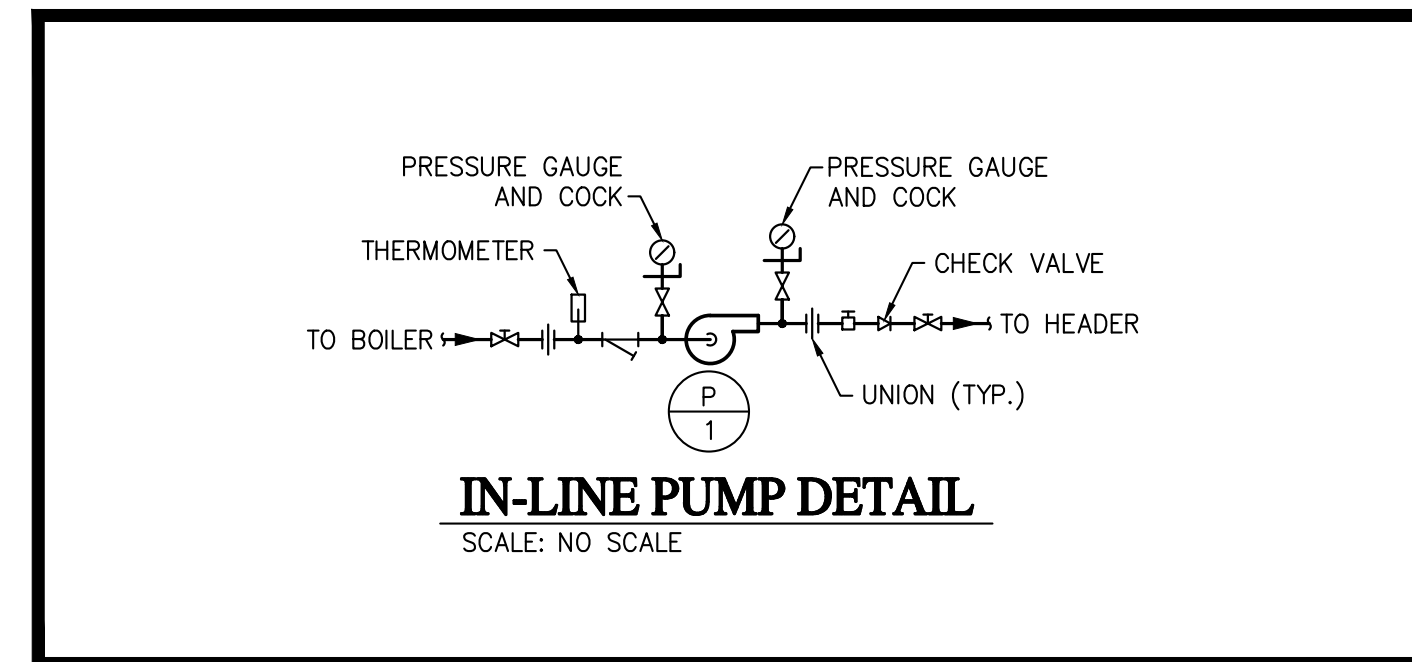 PRESSURE GAUGE
AND COCK
PRESSURE GAUGE
AND COCK
THERMOMETER
CHECK VALVE
TO BOILER
TO HEADER
UNION (TYP.)
P
1
IN-LINE PUMP DETAIL
SCALE: NO SCALE